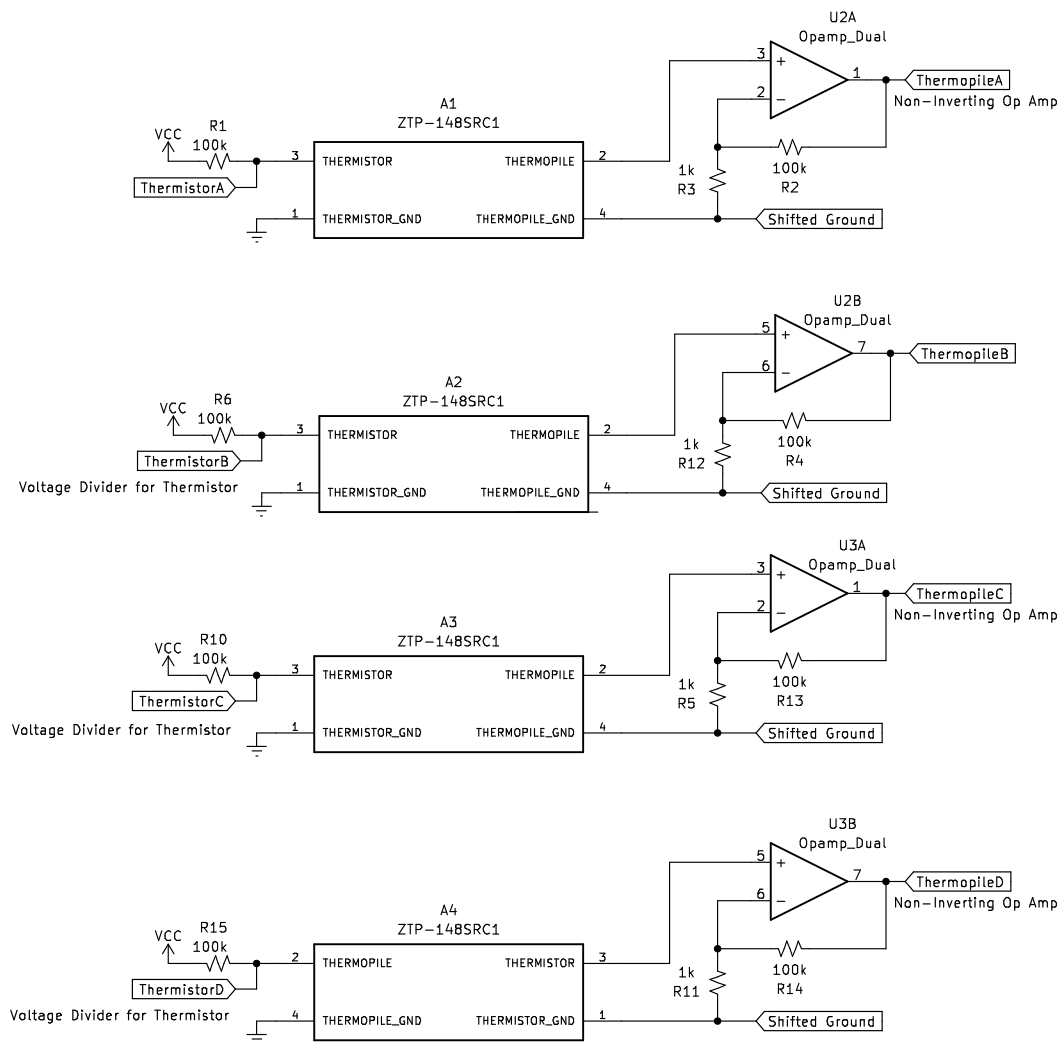 U2A
Opamp_Dual
3
+
1
ThermopileA
2
−
Non-Inverting Op Amp
A1
ZTP-148SRC1
R1
VCC
100k
3
THERMISTOR
THERMOPILE
2
1k
R3
100k
R2
ThermistorA
1
THERMISTOR_GND
THERMOPILE_GND
4
Shifted Ground
U2B
Opamp_Dual
5
+
7
ThermopileB
6
−
A2
ZTP-148SRC1
R6
VCC
100k
3
THERMISTOR
THERMOPILE
2
1k
R12
100k
R4
ThermistorB
Voltage Divider for Thermistor
1
THERMISTOR_GND
THERMOPILE_GND
4
Shifted Ground
U3A
Opamp_Dual
3
+
1
ThermopileC
2
−
Non-Inverting Op Amp
A3
ZTP-148SRC1
R10
VCC
100k
3
THERMISTOR
THERMOPILE
2
1k
R5
100k
R13
ThermistorC
Voltage Divider for Thermistor
1
THERMISTOR_GND
THERMOPILE_GND
4
Shifted Ground
U3B
Opamp_Dual
5
+
7
ThermopileD
6
−
Non-Inverting Op Amp
A4
ZTP-148SRC1
R15
VCC
100k
2
THERMOPILE
THERMISTOR
3
1k
R11
100k
R14
ThermistorD
Voltage Divider for Thermistor
4
THERMOPILE_GND
THERMISTOR_GND
1
Shifted Ground